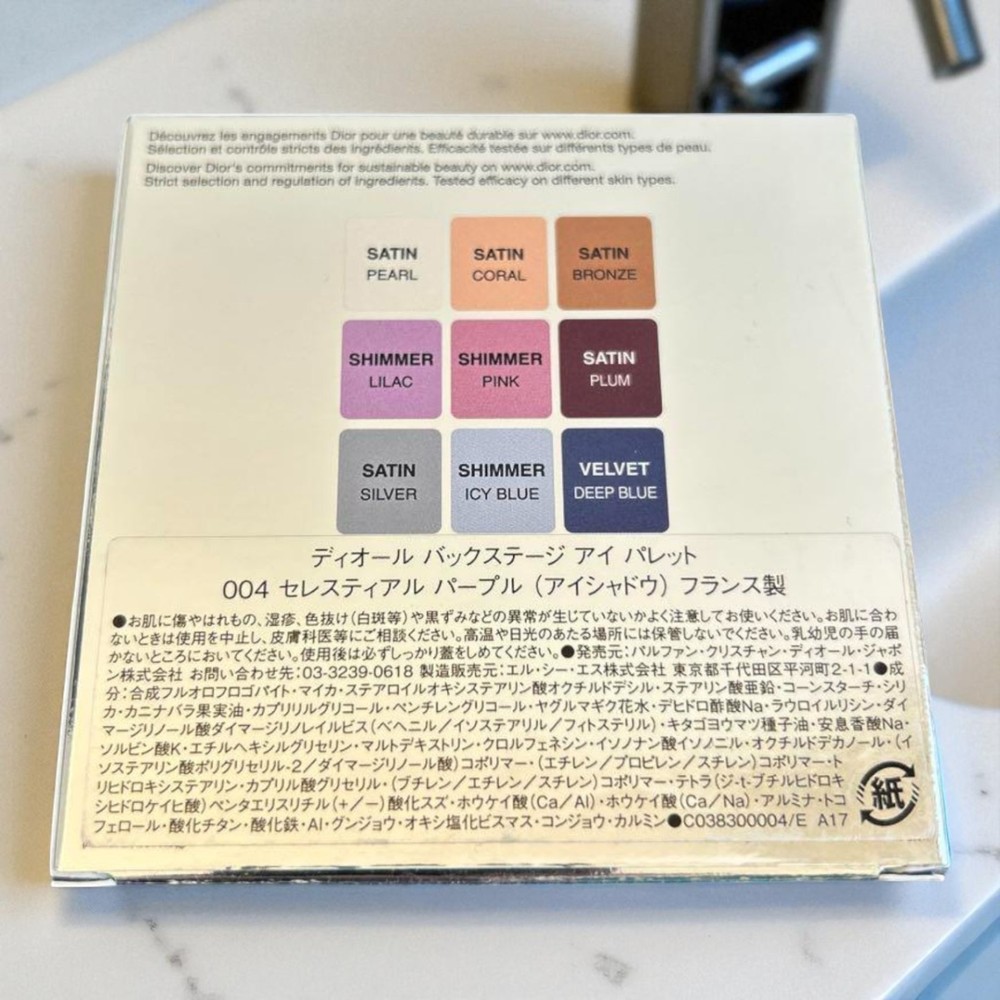 Découvrez les engagements Dior pour une beauté durable sur www.dior.com.
Sélection et contrôle stricts des ingrédients. Efficacité testée sur différents types de peau.
Discover Dior's commitments for sustainable beauty on www.dior.com.
Strict selection and regulation of ingredients. Tested efficacy on different skin types.
SATIN
PEARL
SATIN
CORAL
SATIN
BRONZE
SHIMMER
LILAC
SHIMMER
PINK
SATIN
PLUM
SATIN
SILVER
SHIMMER
ICY BLUE
VELVET
DEEP BLUE
ディオール バックステージ アイ パレット
004 セレスティアル パープル（アイシャドウ）フランス製
●お肌に傷やはれもの、湿疹、色抜け（白斑等）や黒ずみなどの異常が生じていないかよく注意してお使いください。お肌に合わ
ないときは使用を中止し、皮膚科医等にご相談ください。高温や日光のあたる場所には保管しないでください。乳幼児の手の届
かないところにおいてください。使用後は必ずしっかり蓋をしめてください。●発売元：パルファン・クリスチャン・ディオール・ジャポ
ン株式会社 お問い合わせ先：03-3239-0618 製造販売元：エル・シー・エス株式会社 東京都千代田区平河町2-1-1●成
分：合成フルオロフロゴパイト・マイカ・ステアロイルオキシステアリン酸オクチルドデシル・ステアリン酸亜鉛・コーンスターチ・シリ
カ・カニナバラ果実油・カプリリルグリコール・ペンチレングリコール・ヤグルマギク花水・デヒドロ酢酸Na・ラウロイルリシン・ダイ
マージリノール酸ダイマージリノレイルビス（ベヘニル／イソステアリル／フィトステリル）・キタゴヨウマツ種子油・安息香酸Na・
ソルビン酸K・エチルヘキシルグリセリン・マルトデキストリン・クロルフェネシン・イソノナン酸イソノニル・オクチルドデカノール・（イ
ソステアリン酸ポリグリセリル-2／ダイマージリノール酸）コポリマー・（エチレン／プロピレン／スチレン）コポリマー・ト
リヒドロキシステアリン・カプリル酸グリセリル・（ブチレン／エチレン／スチレン）コポリマー・テトラ（ジ-t-ブチルヒドロキ
シヒドロケイヒ酸）ペンタエリスリチル（+／−）酸化スズ・ホウケイ酸（Ca／Al）・ホウケイ酸（Ca／Na）・アルミナ・トコ
フェロール・酸化チタン・酸化鉄・Al・グンジョウ・オキシ塩化ビスマス・コンジョウ・カルミン●C038300004/E A17
紙